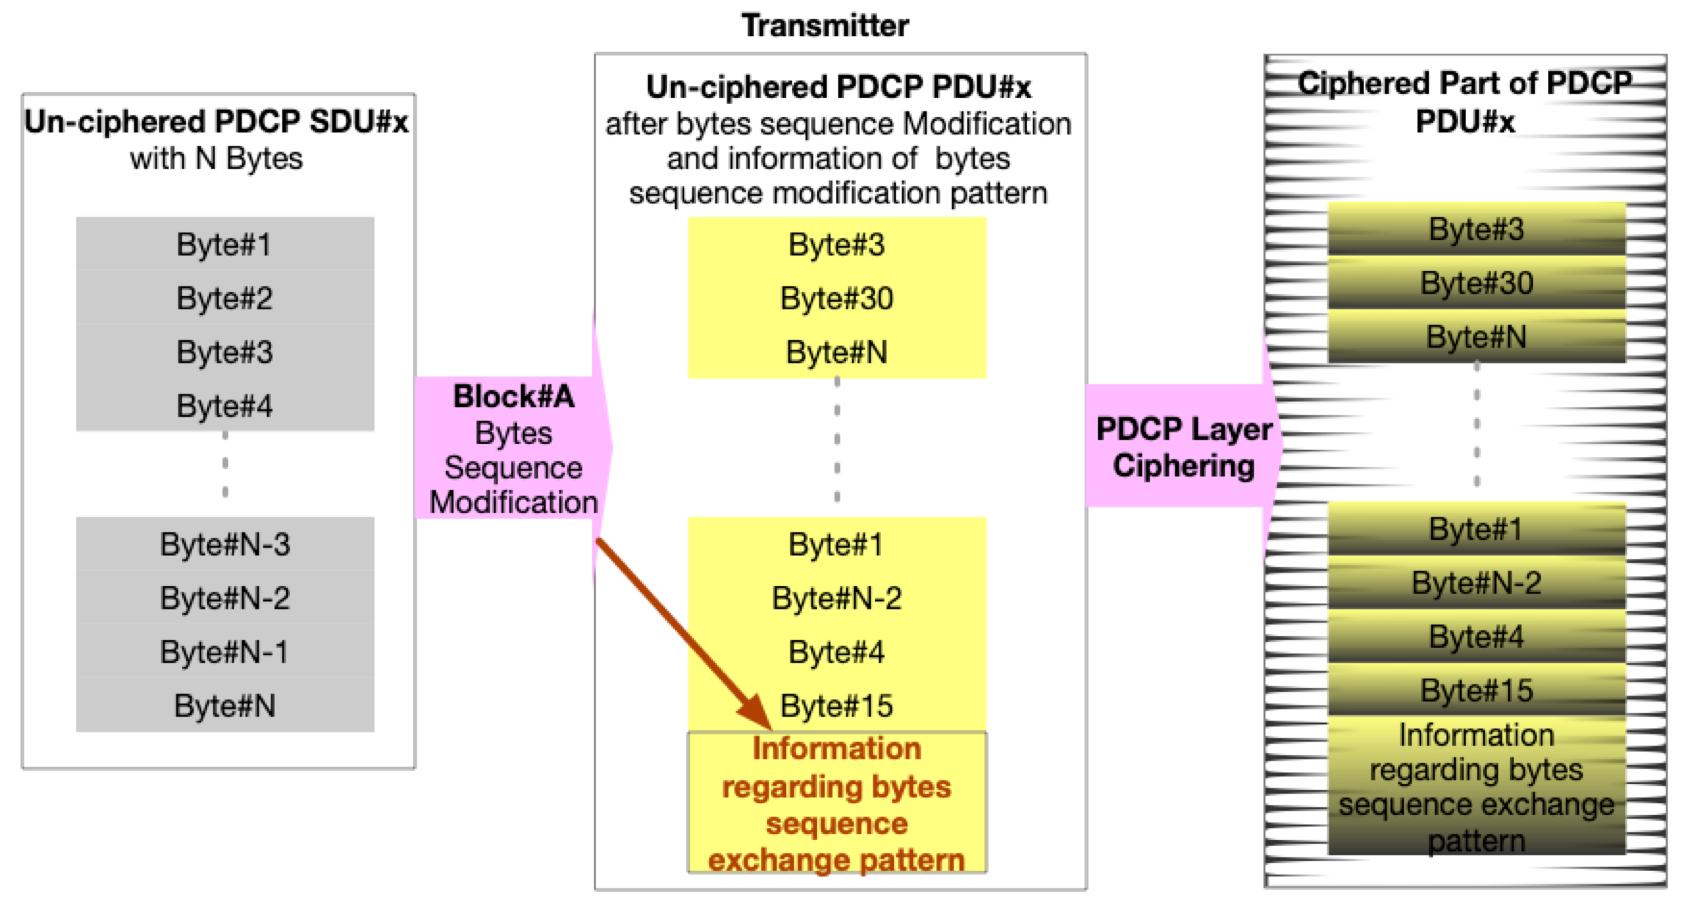 Transmitter
Un-ciphered PDCP SDU#x
with N Bytes
Byte#1
Byte#2
Byte#3
Byte#4
Byte#N-3
Byte#N-2
Byte#N-1
Byte#N
Block#A
Bytes
Sequence
Modification
Un-ciphered PDCP PDU#x
after bytes sequence Modification
and information of bytes
sequence modification pattern
Byte#3
Byte#30
Byte#N
Byte#1
Byte#N-2
Byte#4
Byte#15
Information
regarding bytes
sequence
exchange pattern
PDCP Layer
Ciphering
Ciphered Part of PDCP
PDU#x
Byte#3
Byte#30
Byte#N
Byte#1
Byte#N-2
Byte#4
Byte#15
Information
regarding bytes
sequence exchange
pattern